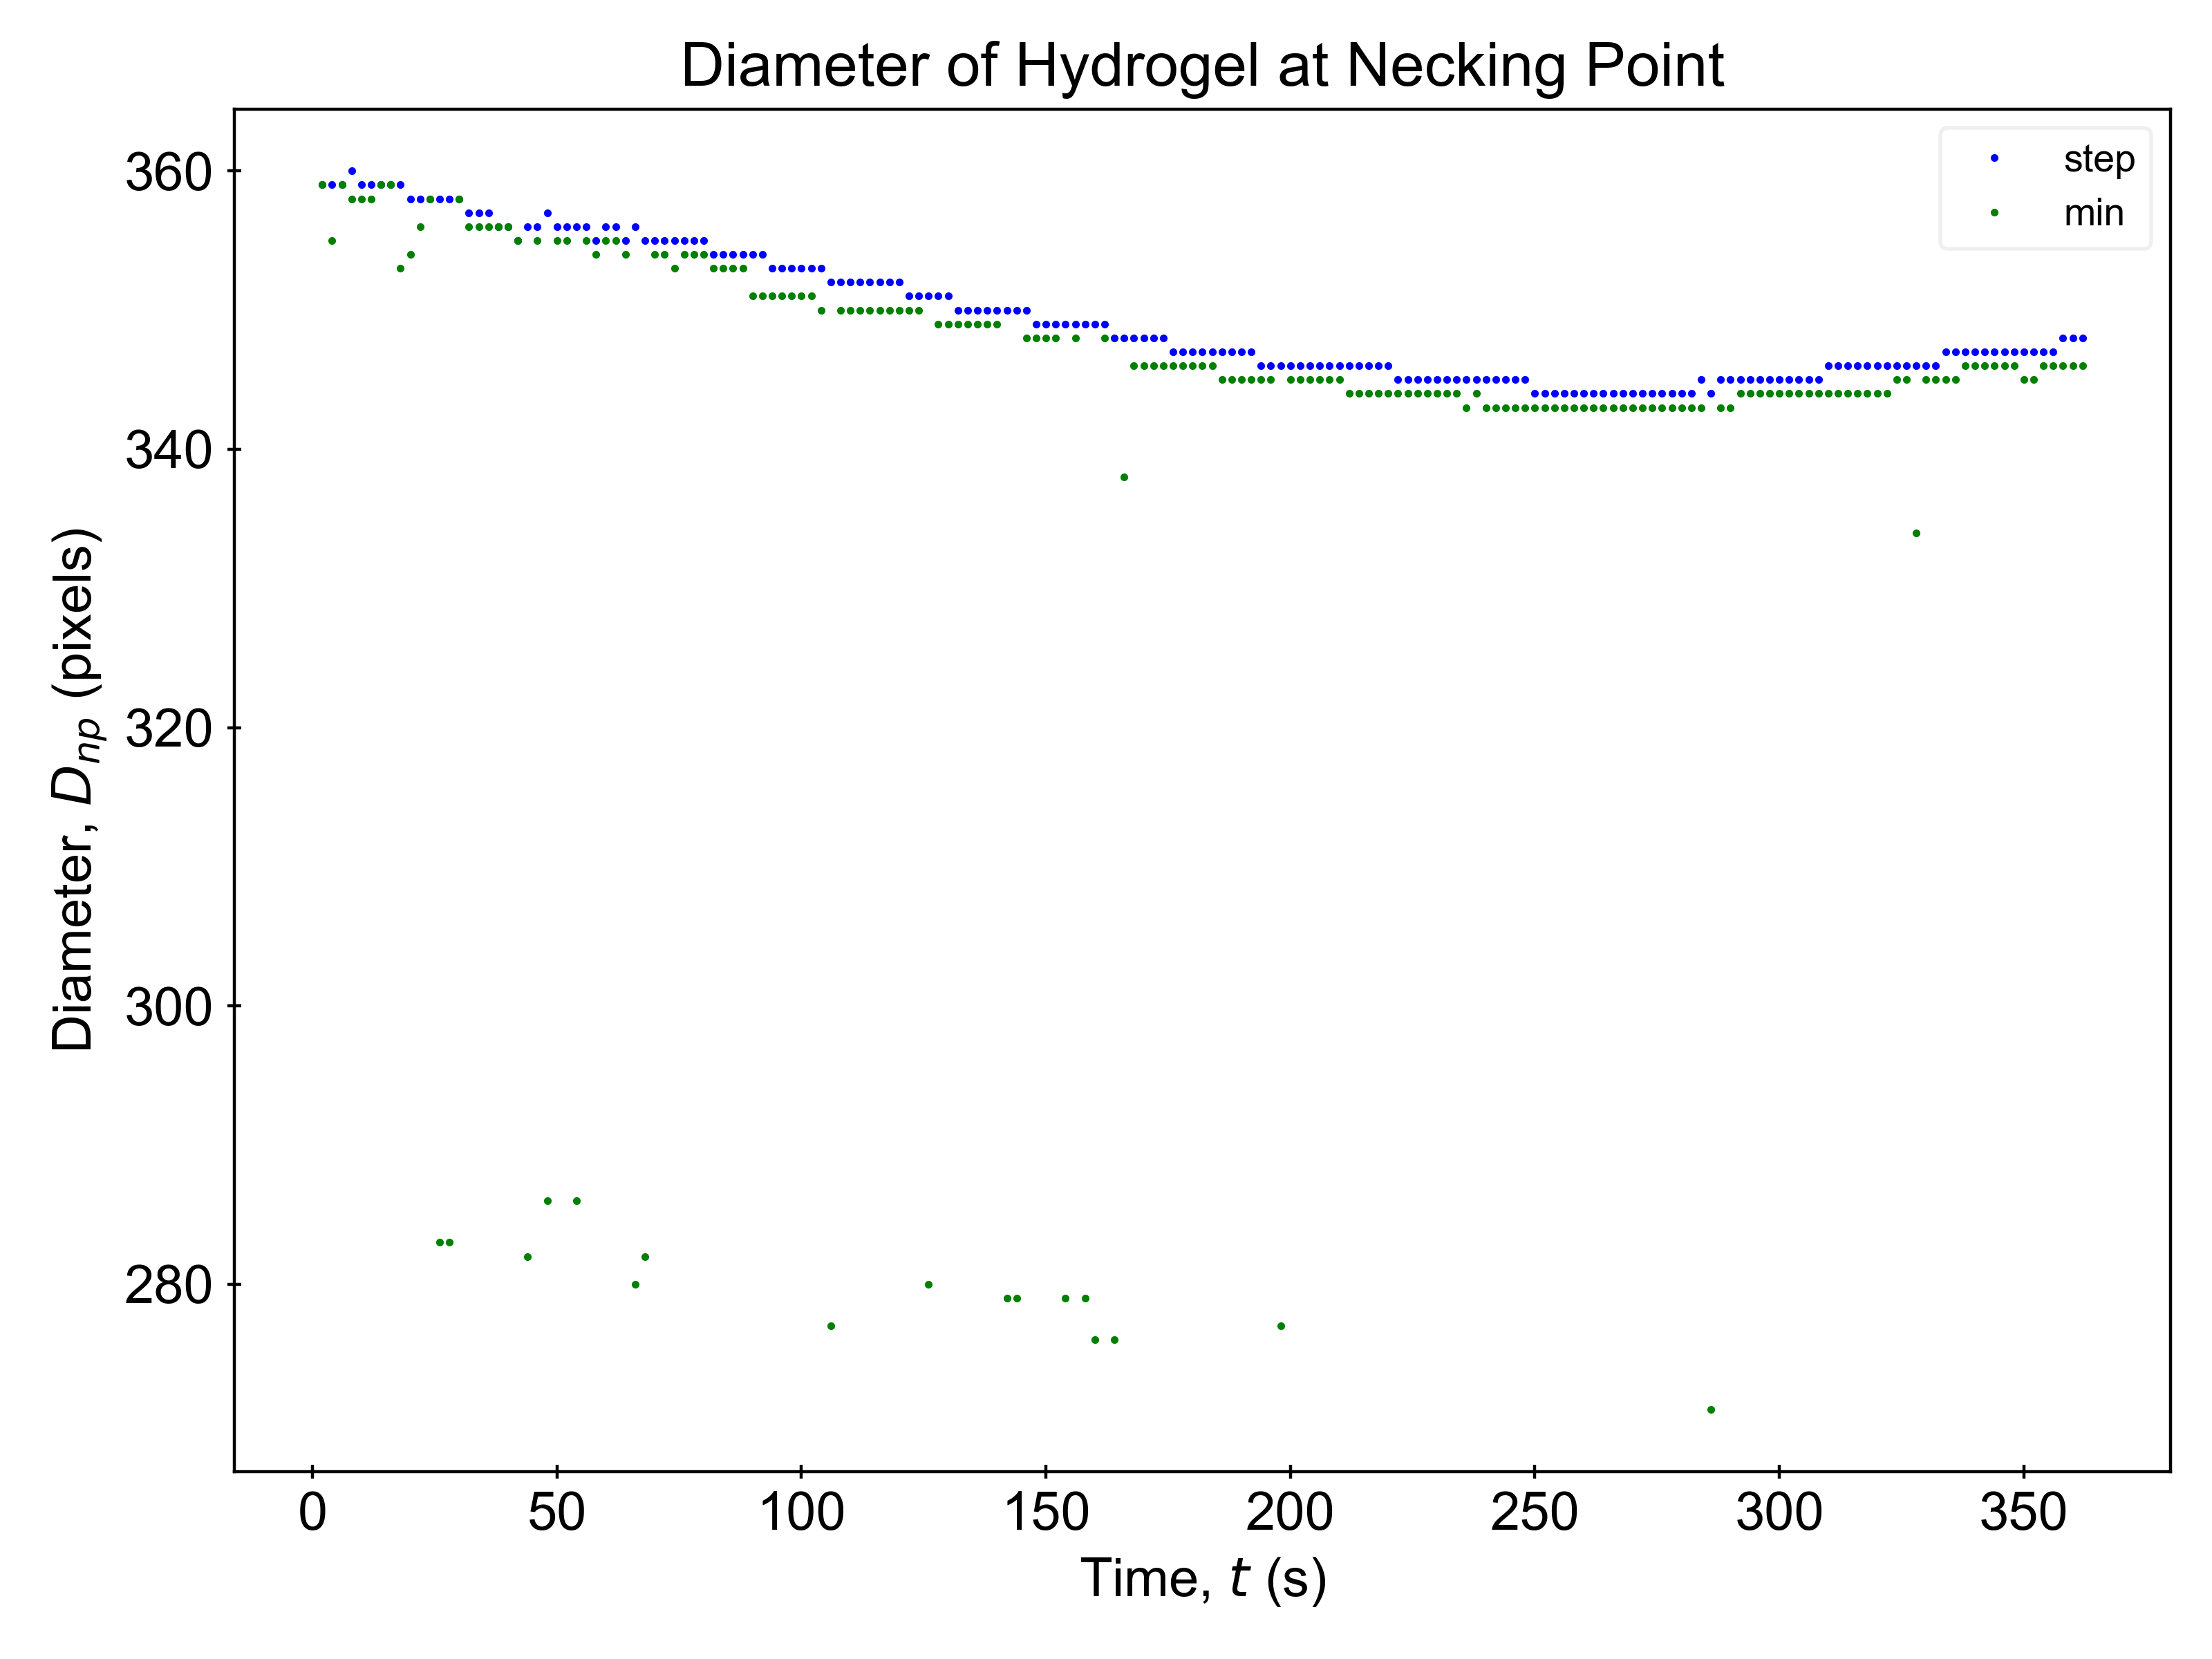 Diameter of Hydrogel at Necking Point
step
min
360
340
320
300
280
Diameter, D_np (pixels)
0 50 100 150 200 250 300 350
Time, t (s)